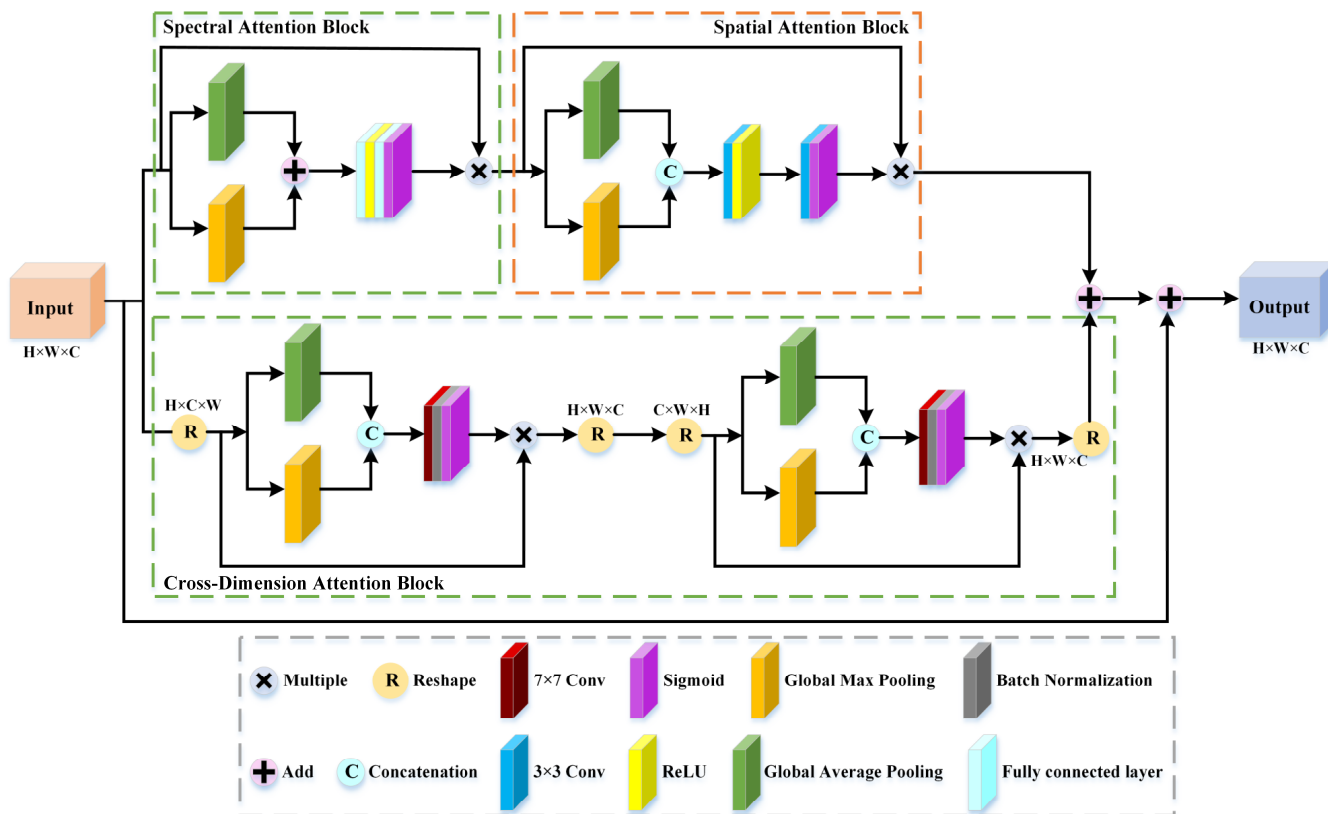 Spectral Attention Block
Spatial Attention Block
C
Input
H×W×C
Output
H×W×C
H×C×W
R
C
H×W×C
R
C×W×H
R
C
H×W×C
R
Cross-Dimension Attention Block
Multiple
R
Reshape
7×7 Conv
Sigmoid
Global Max Pooling
Batch Normalization
Add
C
Concatenation
3×3 Conv
ReLU
Global Average Pooling
Fully connected layer